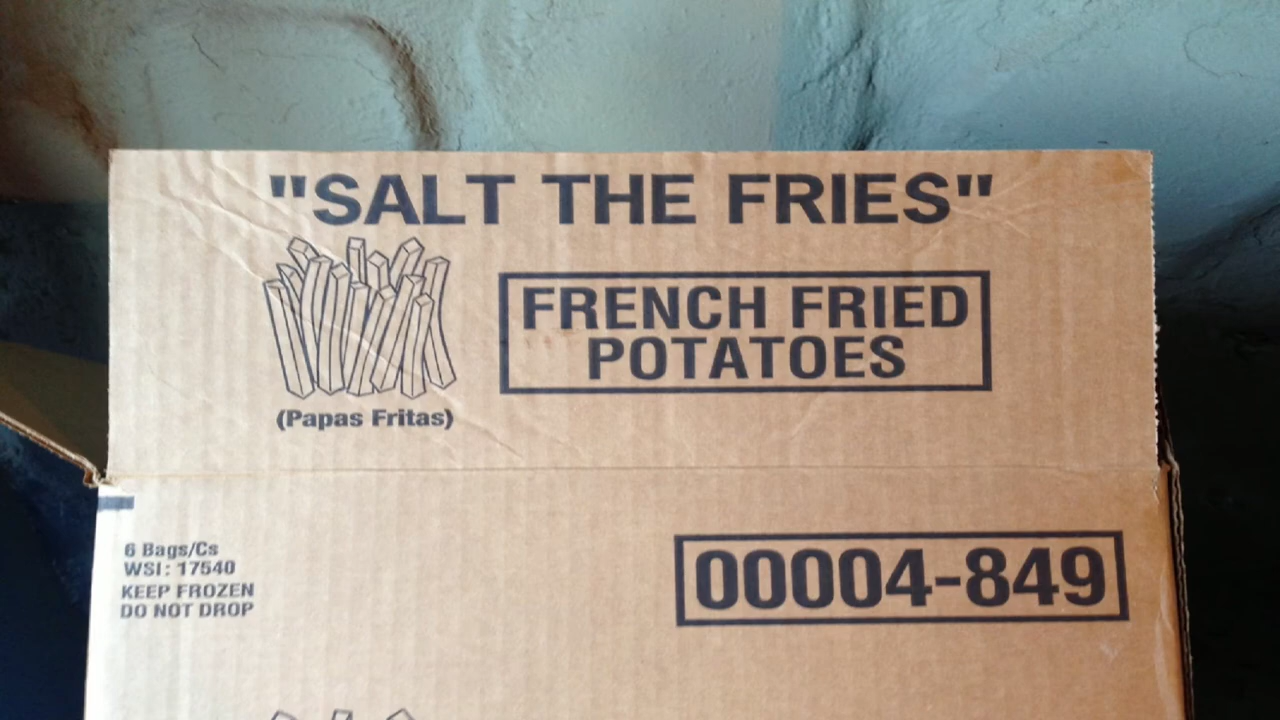 "SALT THE FRIES"
FRENCH FRIED
POTATOES
(Papas Fritas)
6 Bags/Cs
WSI: 17540
KEEP FROZEN
DO NOT DROP
00004-849